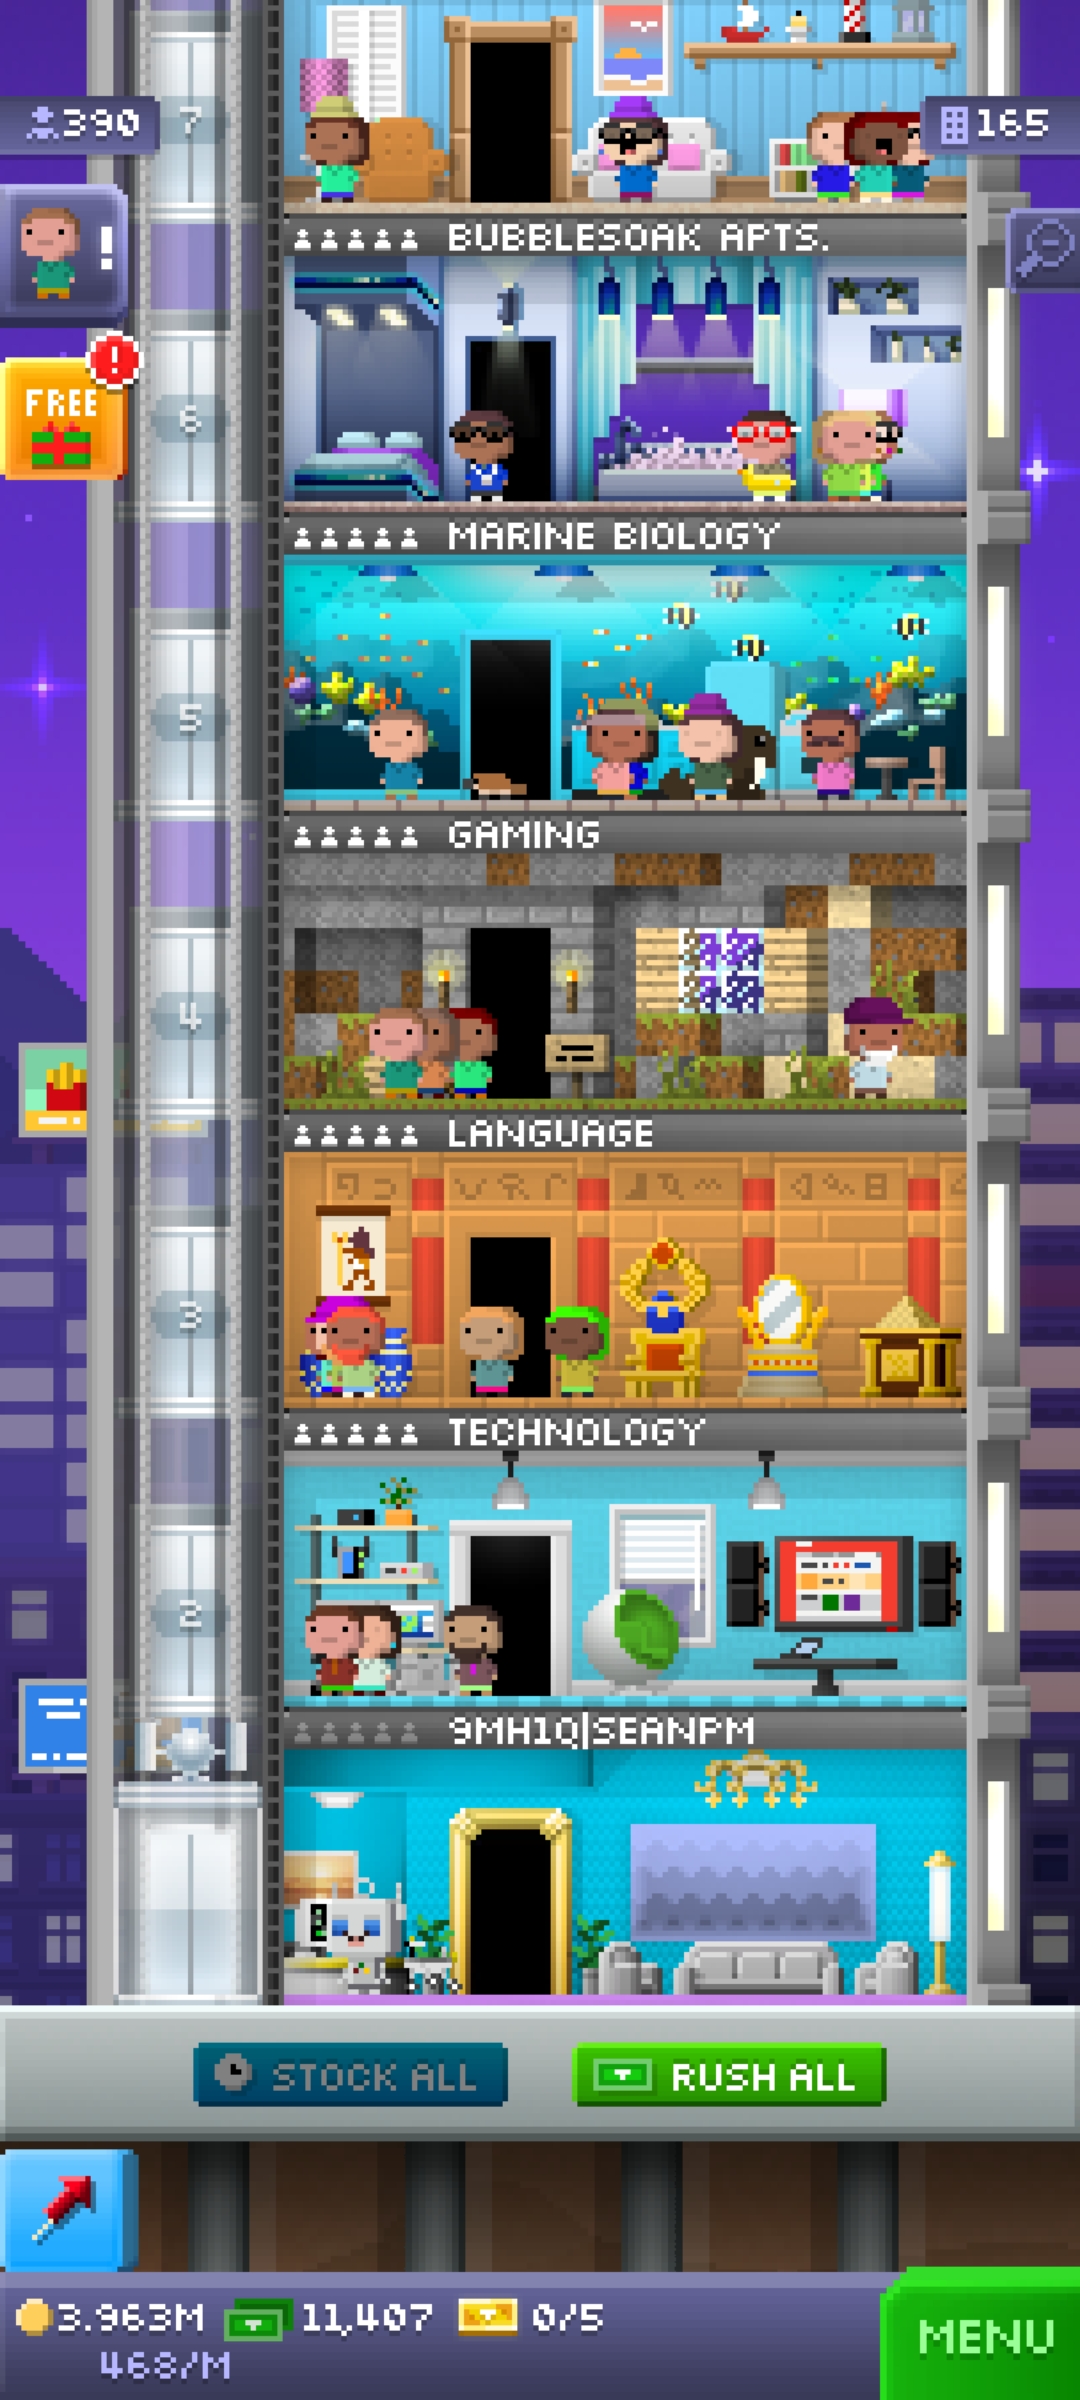 390
7
165
!
BUBBLESOAK APTS.
!
FREE
6
MARINE BIOLOGY
5
GAMING
4
LANGUAGE
3
TECHNOLOGY
2
9MH1Q|SEANPM
STOCK ALL
RUSH ALL
3.963M
11,407
0/5
468/M
MENU